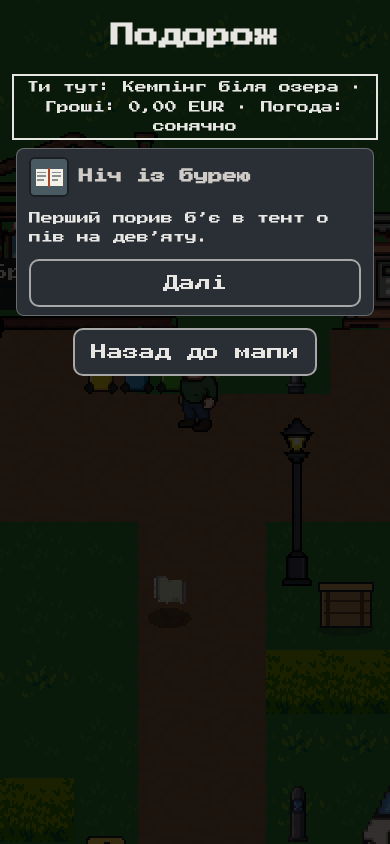 Подорож
Ти тут: Кемпінг біля озера ·
Гроші: 0,00 EUR · Погода:
сонячно
Ніч із бурею
Перший порив б’є в тент о
пів на дев’яту.
Далі
Назад до мапи